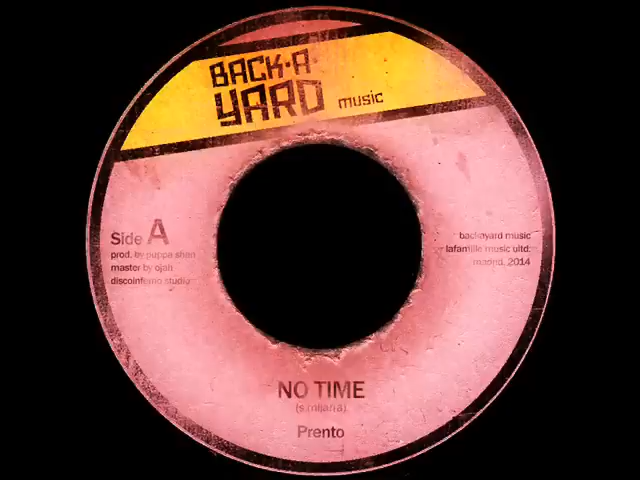 BACK·A·
YARD music
Side A
prod. by puppa shan
master by ojah
discoinferno studio
backayard music
lafamille music ultd.
madrid, 2014
NO TIME
Prento